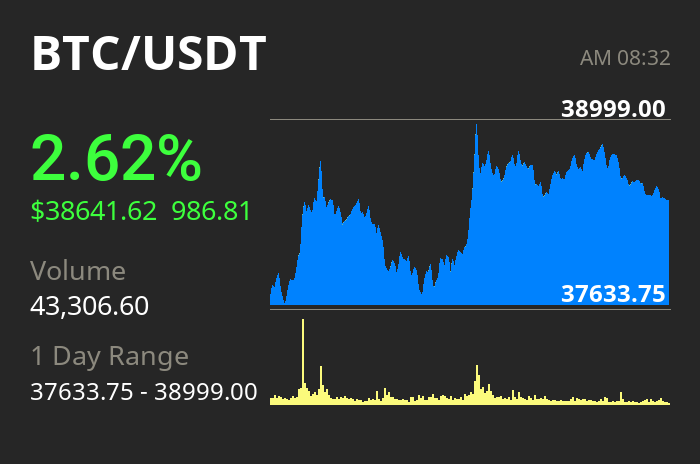 BTC/USDT
AM 08:32
38999.00
2.62%
$38641.62 986.81
Volume
43,306.60
37633.75
1 Day Range
37633.75 - 38999.00